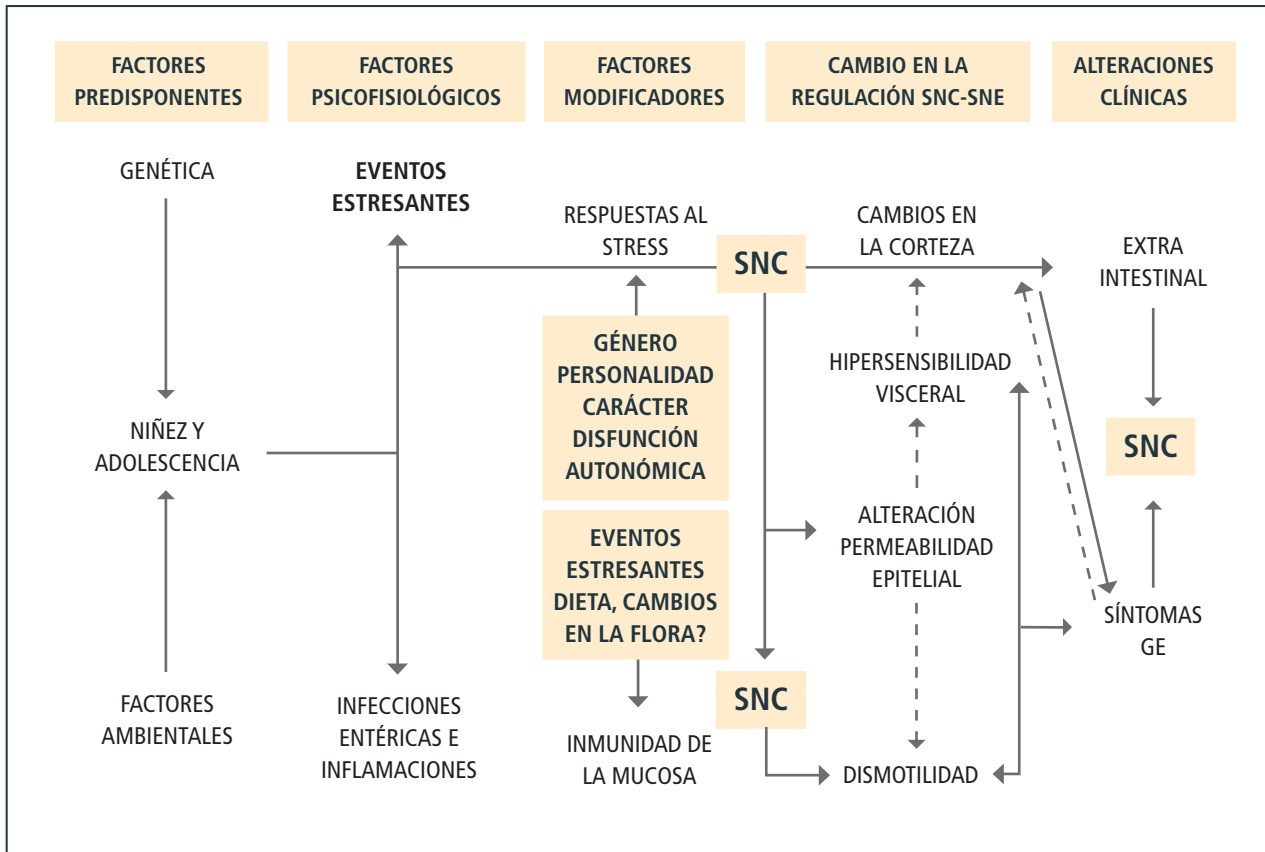 FACTORES
PREDISPONENTES
FACTORES
PSICOFISIOLÓGICOS
FACTORES
MODIFICADORES
CAMBIO EN LA
REGULACIÓN SNC-SNE
ALTERACIONES
CLÍNICAS
GENÉTICA
NIÑEZ Y
ADOLESCENCIA
FACTORES
AMBIENTALES
EVENTOS
ESTRESANTES
INFECCIONES
ENTÉRICAS E
INFLAMACIONES
RESPUESTAS AL
STRESS
GÉNERO
PERSONALIDAD
CARÁCTER
DISFUNCIÓN
AUTONÓMICA
EVENTOS
ESTRESANTES
DIETA, CAMBIOS
EN LA FLORA?
INMUNIDAD DE
LA MUCOSA
SNC
SNC
CAMBIOS EN
LA CORTEZA
HIPERSENSIBILIDAD
VISCERAL
ALTERACIÓN
PERMEABILIDAD
EPITELIAL
DISMOTILIDAD
EXTRA
INTESTINAL
SNC
SÍNTOMAS
GE